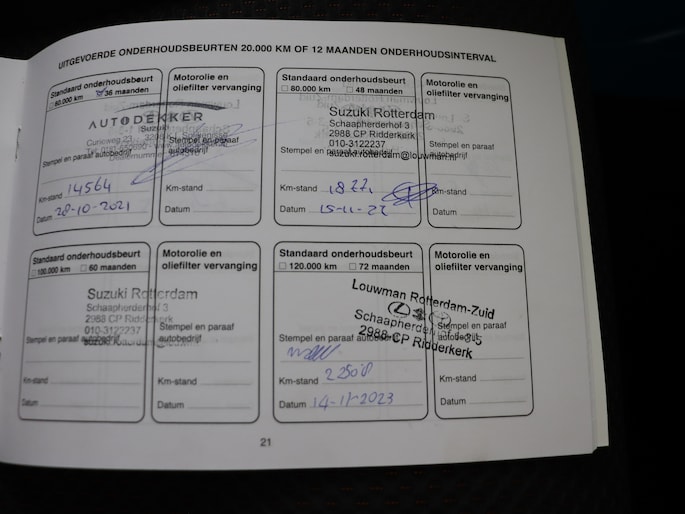 UITGEVOERDE ONDERHOUDSBEURTEN 20.000 KM OF 12 MAANDEN ONDERHOUDSINTERVAL
Standaard onderhoudsbeurt
60.000 km 36 maanden
AUTODEKKER
Suzuki
Stempel en paraaf autobedrijf
Km-stand 14564
Datum 28-10-2021
Motorolie en
oliefilter vervanging
Stempel en paraaf
autobedrijf
Km-stand
Datum
Standaard onderhoudsbeurt
80.000 km 48 maanden
Suzuki Rotterdam
Schaapherderhof 3
2988 CP Ridderkerk
010-3122237
suzuki.rotterdam@louwman.nl
Stempel en paraaf autobedrijf
Km-stand
Datum 15-11-22
Motorolie en
oliefilter vervanging
Stempel en paraaf
autobedrijf
Km-stand
Datum
Standaard onderhoudsbeurt
100.000 km 60 maanden
Suzuki Rotterdam
Schaapherderhof 3
2988 CP Ridderkerk
010-3122237
Stempel en paraaf autobedrijf
Km-stand
Datum
Motorolie en
oliefilter vervanging
Stempel en paraaf
autobedrijf
Km-stand
Datum
Standaard onderhoudsbeurt
120.000 km 72 maanden
Louwman Rotterdam-Zuid
Schaapherderhof 3-5
2988 CP Ridderkerk
Stempel en paraaf autobedrijf
Km-stand
Datum 14-11-2023
Motorolie en
oliefilter vervanging
Stempel en paraaf
autobedrijf
Km-stand
Datum
21